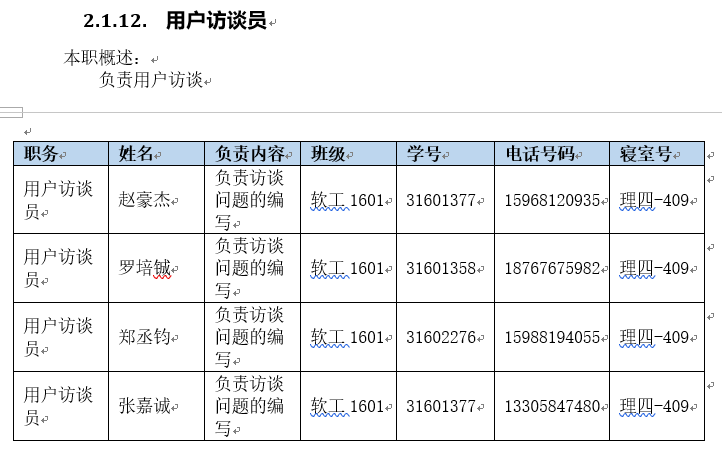 2.1.12. 用户访谈员
本职概述：
负责用户访谈
职务 姓名 负责内容 班级 学号 电话号码 寝室号
用户访谈员 赵豪杰 负责访谈问题的编写 软工 1601 31601377 15968120935 理四-409
用户访谈员 罗培铖 负责访谈问题的编写 软工 1601 31601358 18767675982 理四-409
用户访谈员 郑丞钧 负责访谈问题的编写 软工 1601 31602276 15988194055 理四-409
用户访谈员 张嘉诚 负责访谈问题的编写 软工 1601 31601377 13305847480 理四-409